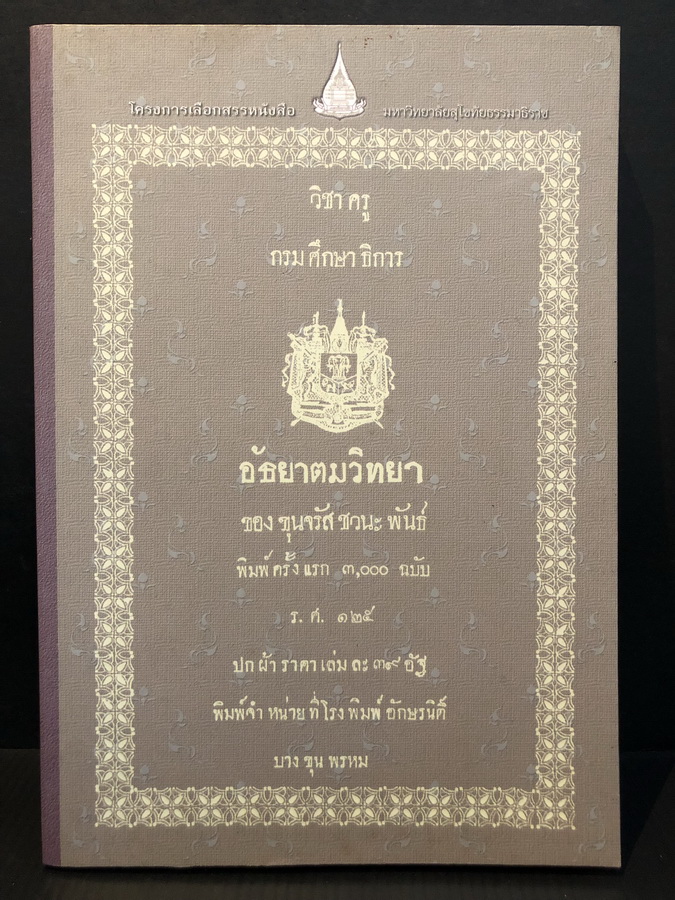 โครงการเลือกสรรหนังสือ มหาวิทยาลัยสุโขทัยธรรมาธิราช
วิชา ครู
กรม ศึกษา ธิการ
อัธยาตมวิทยา
ของ ขุนจรัส ชวนะ พันธ์
พิมพ์ ครั้ง แรก ๓,๐๐๐ ฉบับ
ร. ศ. ๑๒๕
ปก ผ้า ราคา เล่ม ละ ๓๙ อัฐ
พิมพ์จำ หน่าย ที่ โรง พิมพ์ อักษรนิติ์
บาง ขุน พรหม